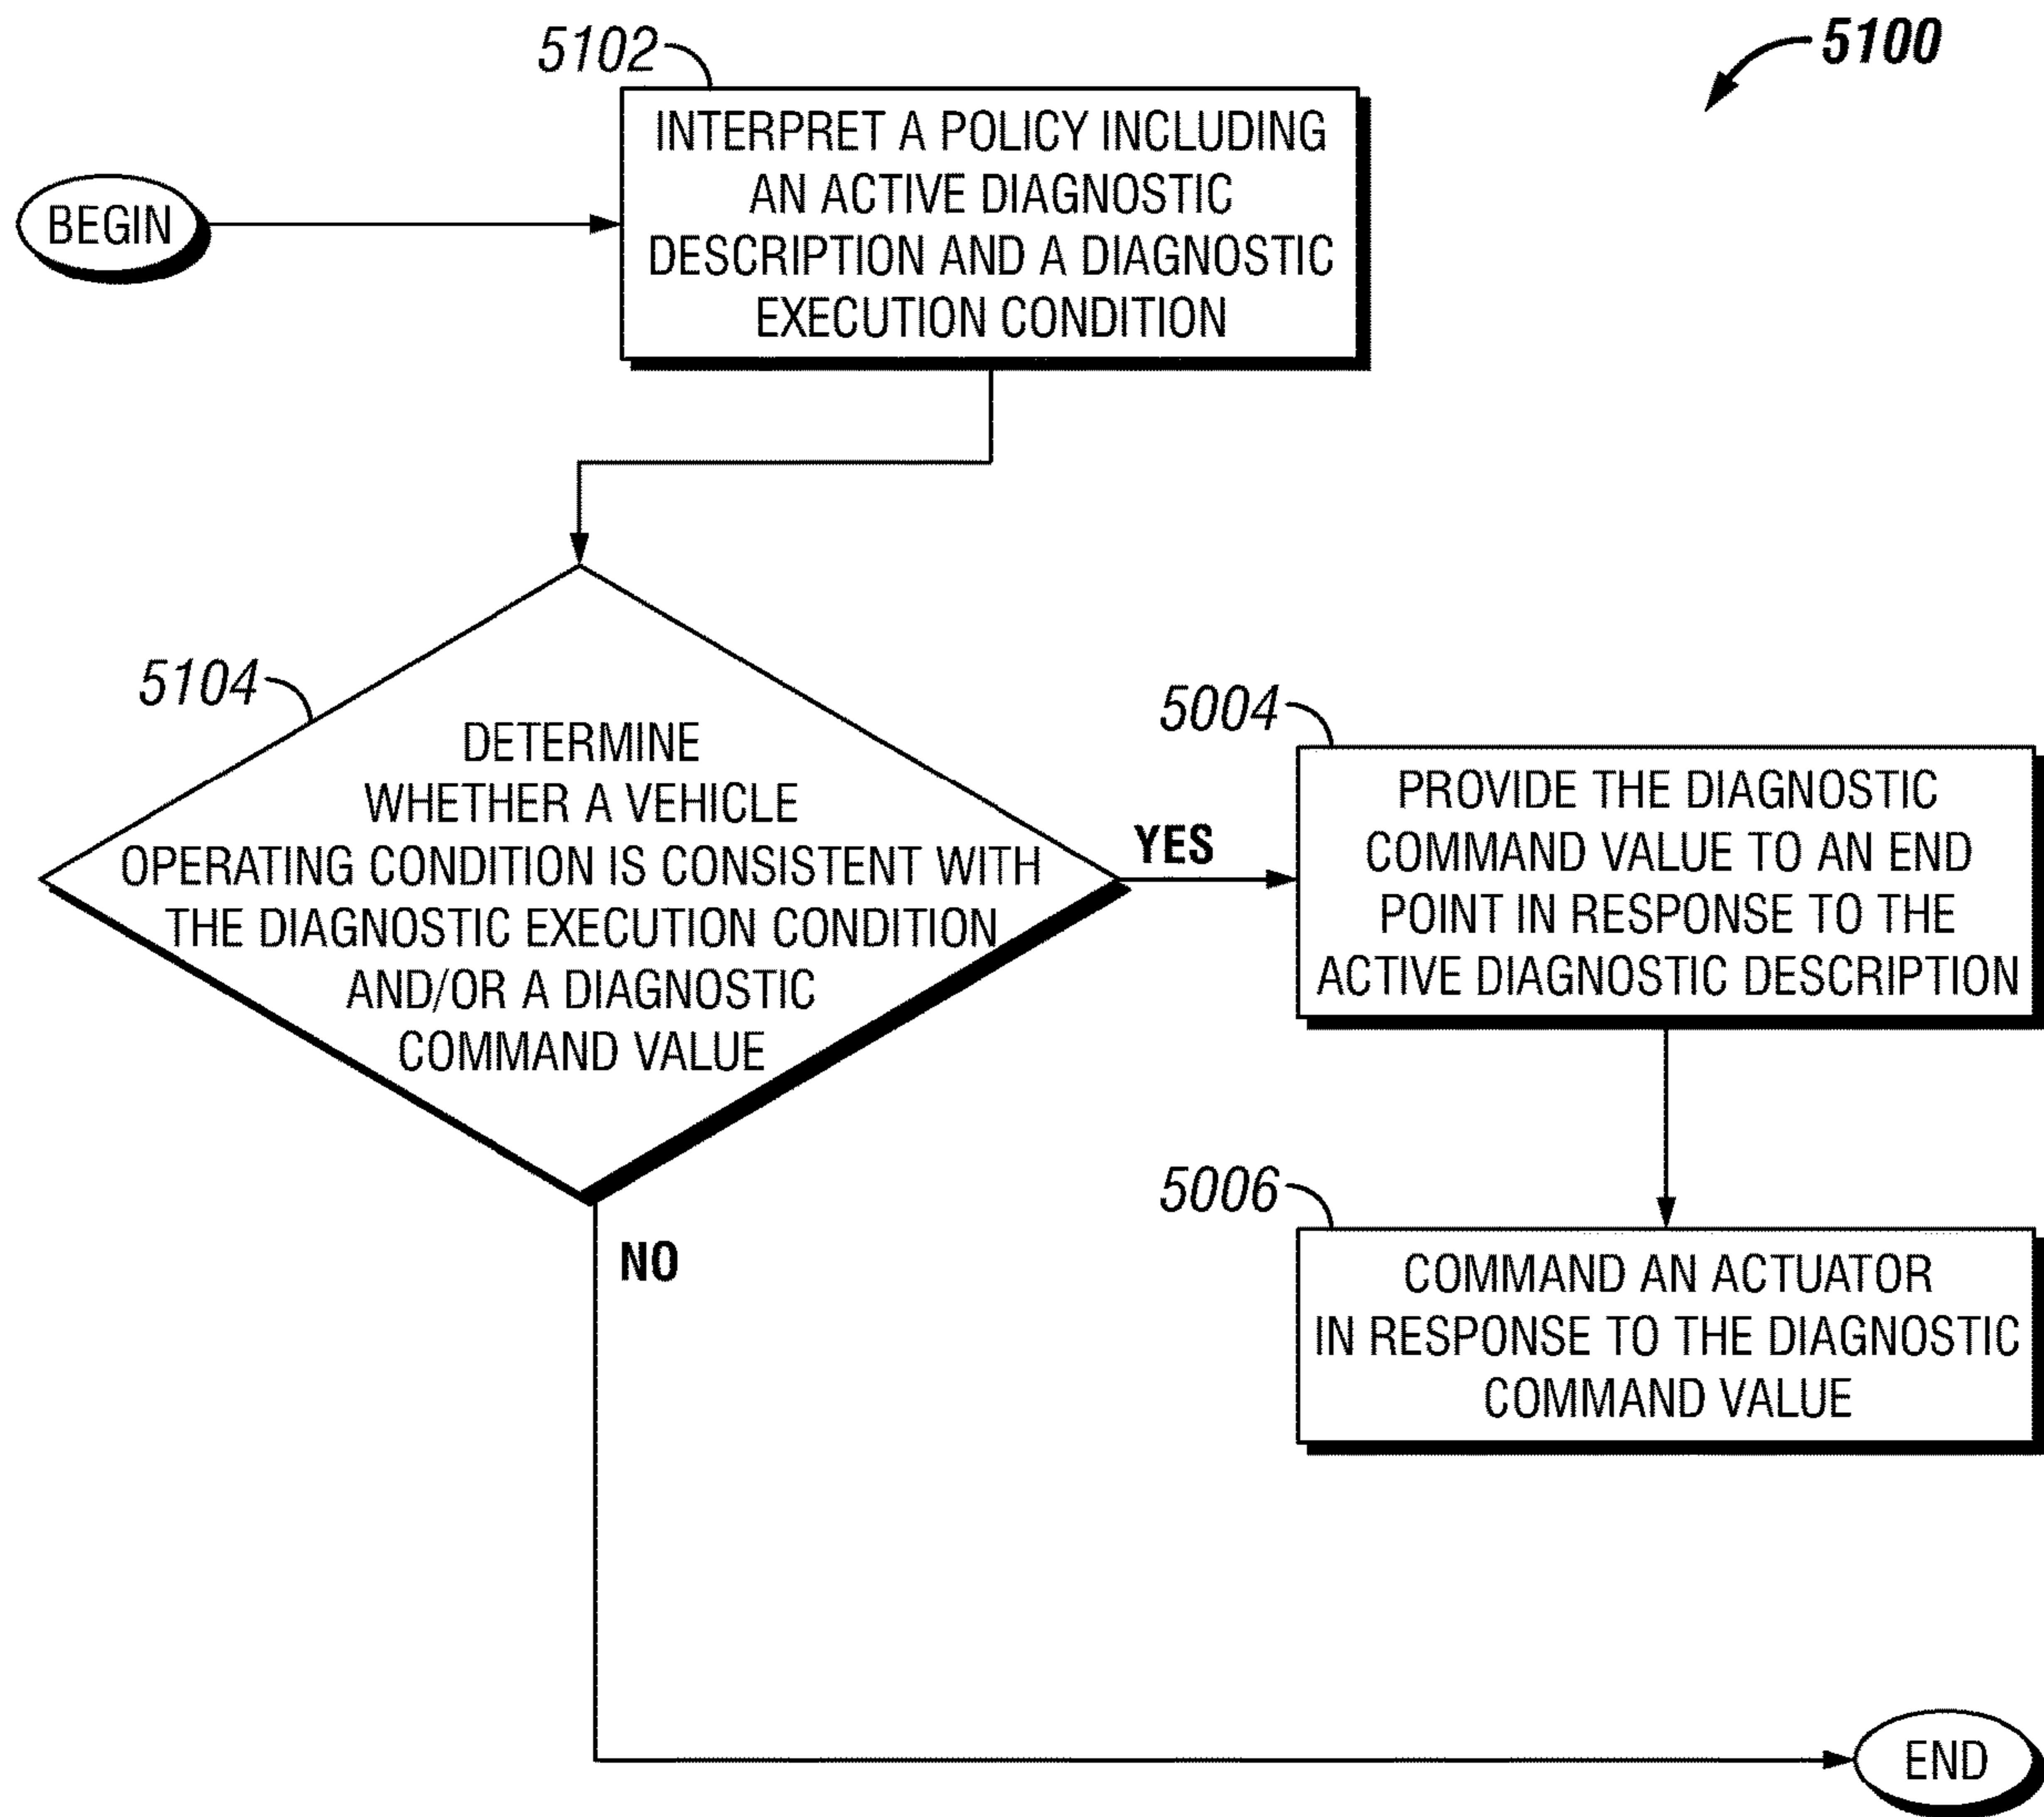 5100
5102
INTERPRET A POLICY INCLUDING
AN ACTIVE DIAGNOSTIC
DESCRIPTION AND A DIAGNOSTIC
EXECUTION CONDITION
BEGIN
5104
DETERMINE
WHETHER A VEHICLE
OPERATING CONDITION IS CONSISTENT WITH
THE DIAGNOSTIC EXECUTION CONDITION
AND/OR A DIAGNOSTIC
COMMAND VALUE
YES
5004
PROVIDE THE DIAGNOSTIC
COMMAND VALUE TO AN END
POINT IN RESPONSE TO THE
ACTIVE DIAGNOSTIC DESCRIPTION
5006
COMMAND AN ACTUATOR
IN RESPONSE TO THE DIAGNOSTIC
COMMAND VALUE
NO
END